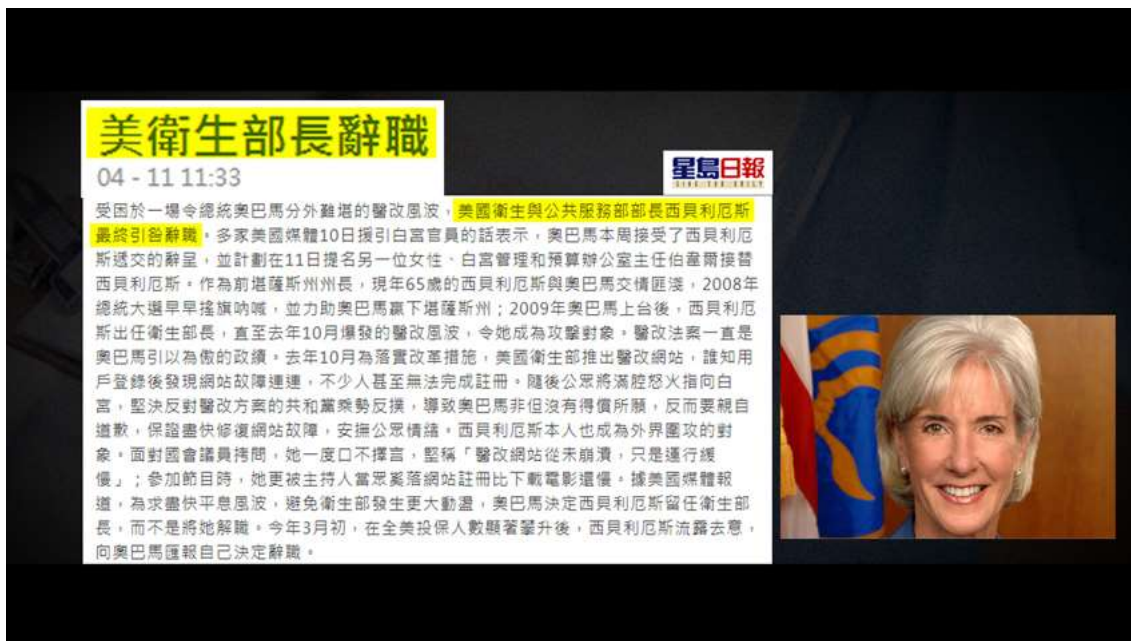 美衛生部長辭職
04 - 11 11:33
星島日報
SING TAO DAILY
受困於一場令總統奧巴馬分外難堪的醫改風波，美國衛生與公共服務部部長西貝利厄斯
最終引咎辭職。多家美國媒體10日援引白宮官員的話表示，奧巴馬本周接受了西貝利厄
斯遞交的辭呈，並計劃在11日提名另一位女性、白宮管理和預算辦公室主任伯韋爾接替
西貝利厄斯。作為前堪薩斯州州長，現年65歲的西貝利厄斯與奧巴馬交情匪淺，2008年
總統大選早早搖旗吶喊，並力助奧巴馬贏下堪薩斯州；2009年奧巴馬上台後，西貝利厄
斯出任衛生部長，直至去年10月爆發的醫改風波，令她成為攻擊對象。醫改法案一直是
奧巴馬引以為傲的政績。去年10月為落實改革措施，美國衛生部推出醫改網站，誰知用
戶登錄後發現網站故障連連，不少人甚至無法完成註冊。隨後公眾將滿腔怒火指向白
宮，堅決反對醫改方案的共和黨乘勢反撲，導致奧巴馬非但沒有得償所願，反而要親自
道歉，保證盡快修復網站故障，安撫公眾情緒。西貝利厄斯本人也成為外界圍攻的對
象。面對國會議員拷問，她一度口不擇言，堅稱「醫改網站從未崩潰，只是運行緩
慢」；參加節目時，她更被主持人當眾奚落網站註冊比下載電影還慢。據美國媒體報
道，為求盡快平息風波，避免衛生部發生更大動盪，奧巴馬決定西貝利厄斯留任衛生部
長，而不是將她解職。今年3月初，在全美投保人數顯著攀升後，西貝利厄斯流露去意，
向奧巴馬匯報自己決定辭職。